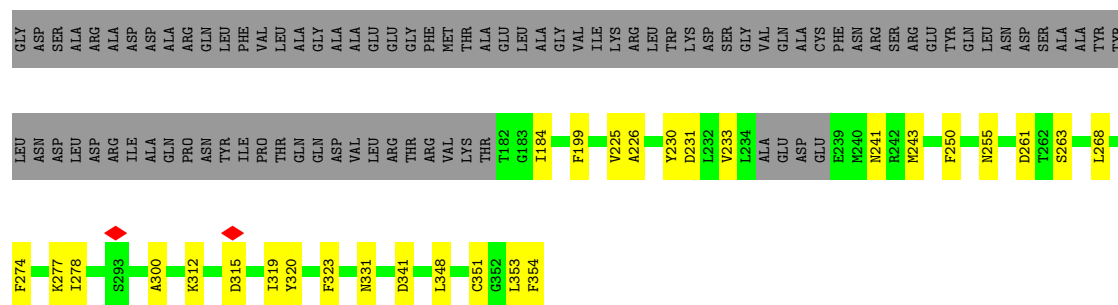 GLY ASP SER ALA ARG ALA ASP ASP ALA ARG GLN LEU PHE VAL LEU ALA GLY ALA ALA GLU GLU GLY PHE MET THR ALA GLU LEU ALA GLY VAL ILE LYS ARG LEU TRP LYS ASP SER GLY VAL GLN ALA CYS PHE ASN ARG SER ARG GLU TYR GLN LEU ASN ASP SER ALA ALA TYR TYR
LEU ASN ASP LEU ASP ARG ILE ALA GLN PRO ASN TYR ILE PRO THR GLN GLN ASP VAL LEU ARG THR ARG VAL LYS THR T182 G183 I184 F199 V225 A226 Y230 D231 L232 V233 L234 ALA GLU ASP GLU E239 M240 N241 R242 M243 F250 N255 D261 T262 S263 L268
F274 K277 I278 S293 A300 K312 D315 I319 Y320 F323 N331 D341 L348 C351 G352 L353 F354